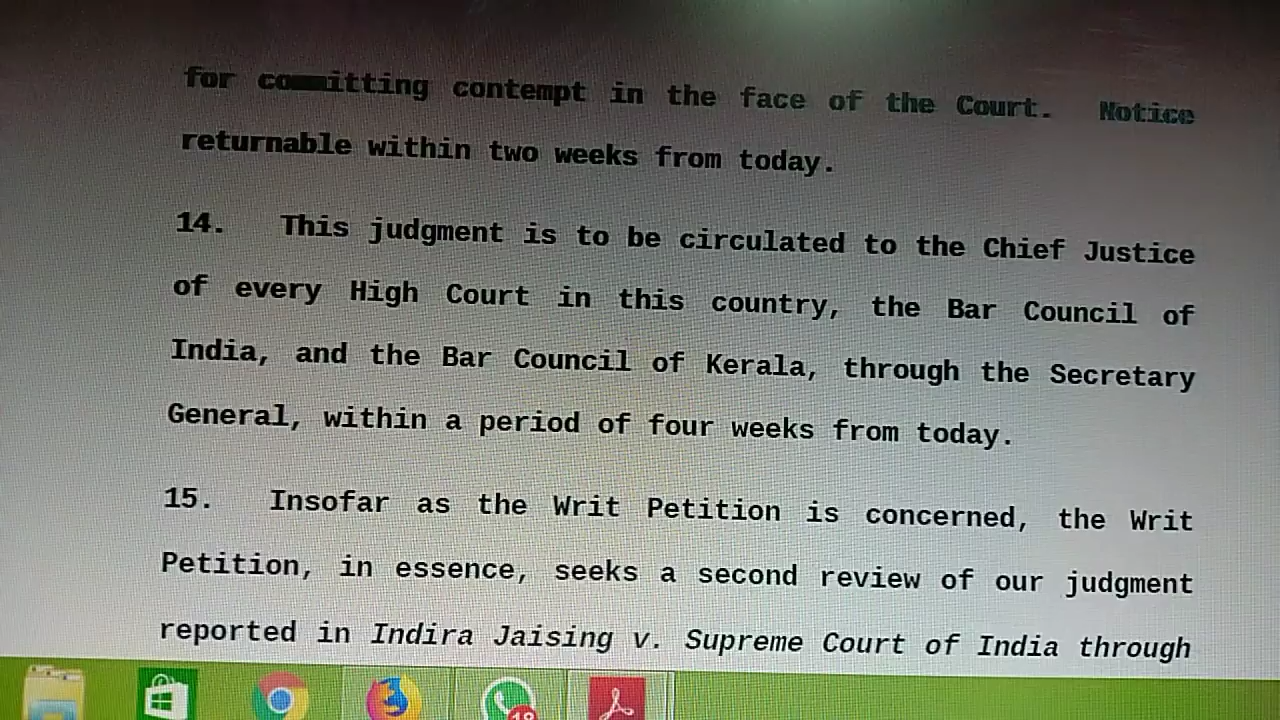 for committing contempt in the face of the Court. Notice
returnable within two weeks from today.
14. This judgment is to be circulated to the Chief Justice
of every High Court in this country, the Bar Council of
India, and the Bar Council of Kerala, through the Secretary
General, within a period of four weeks from today.
15. Insofar as the Writ Petition is concerned, the Writ
Petition, in essence, seeks a second review of our judgment
reported in Indira Jaising v. Supreme Court of India through